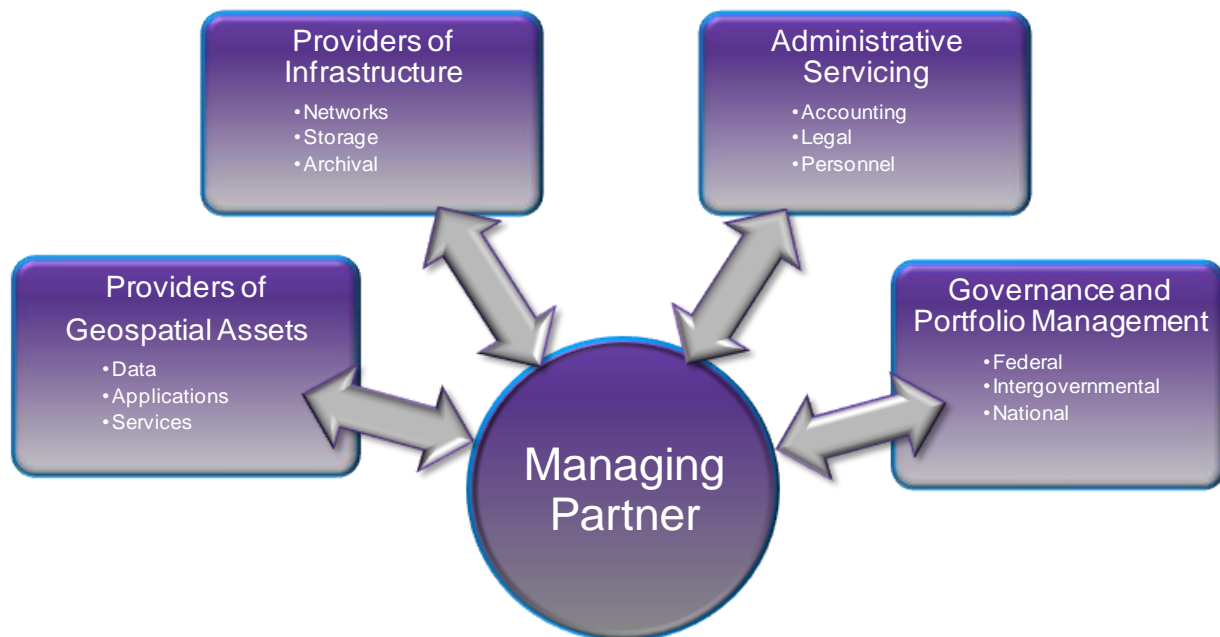 Providers of
Infrastructure
•Networks
•Storage
•Archival
Administrative
Servicing
•Accounting
•Legal
•Personnel
Providers of
Geospatial Assets
•Data
•Applications
•Services
Governance and
Portfolio Management
•Federal
•Intergovernmental
•National
Managing
Partner